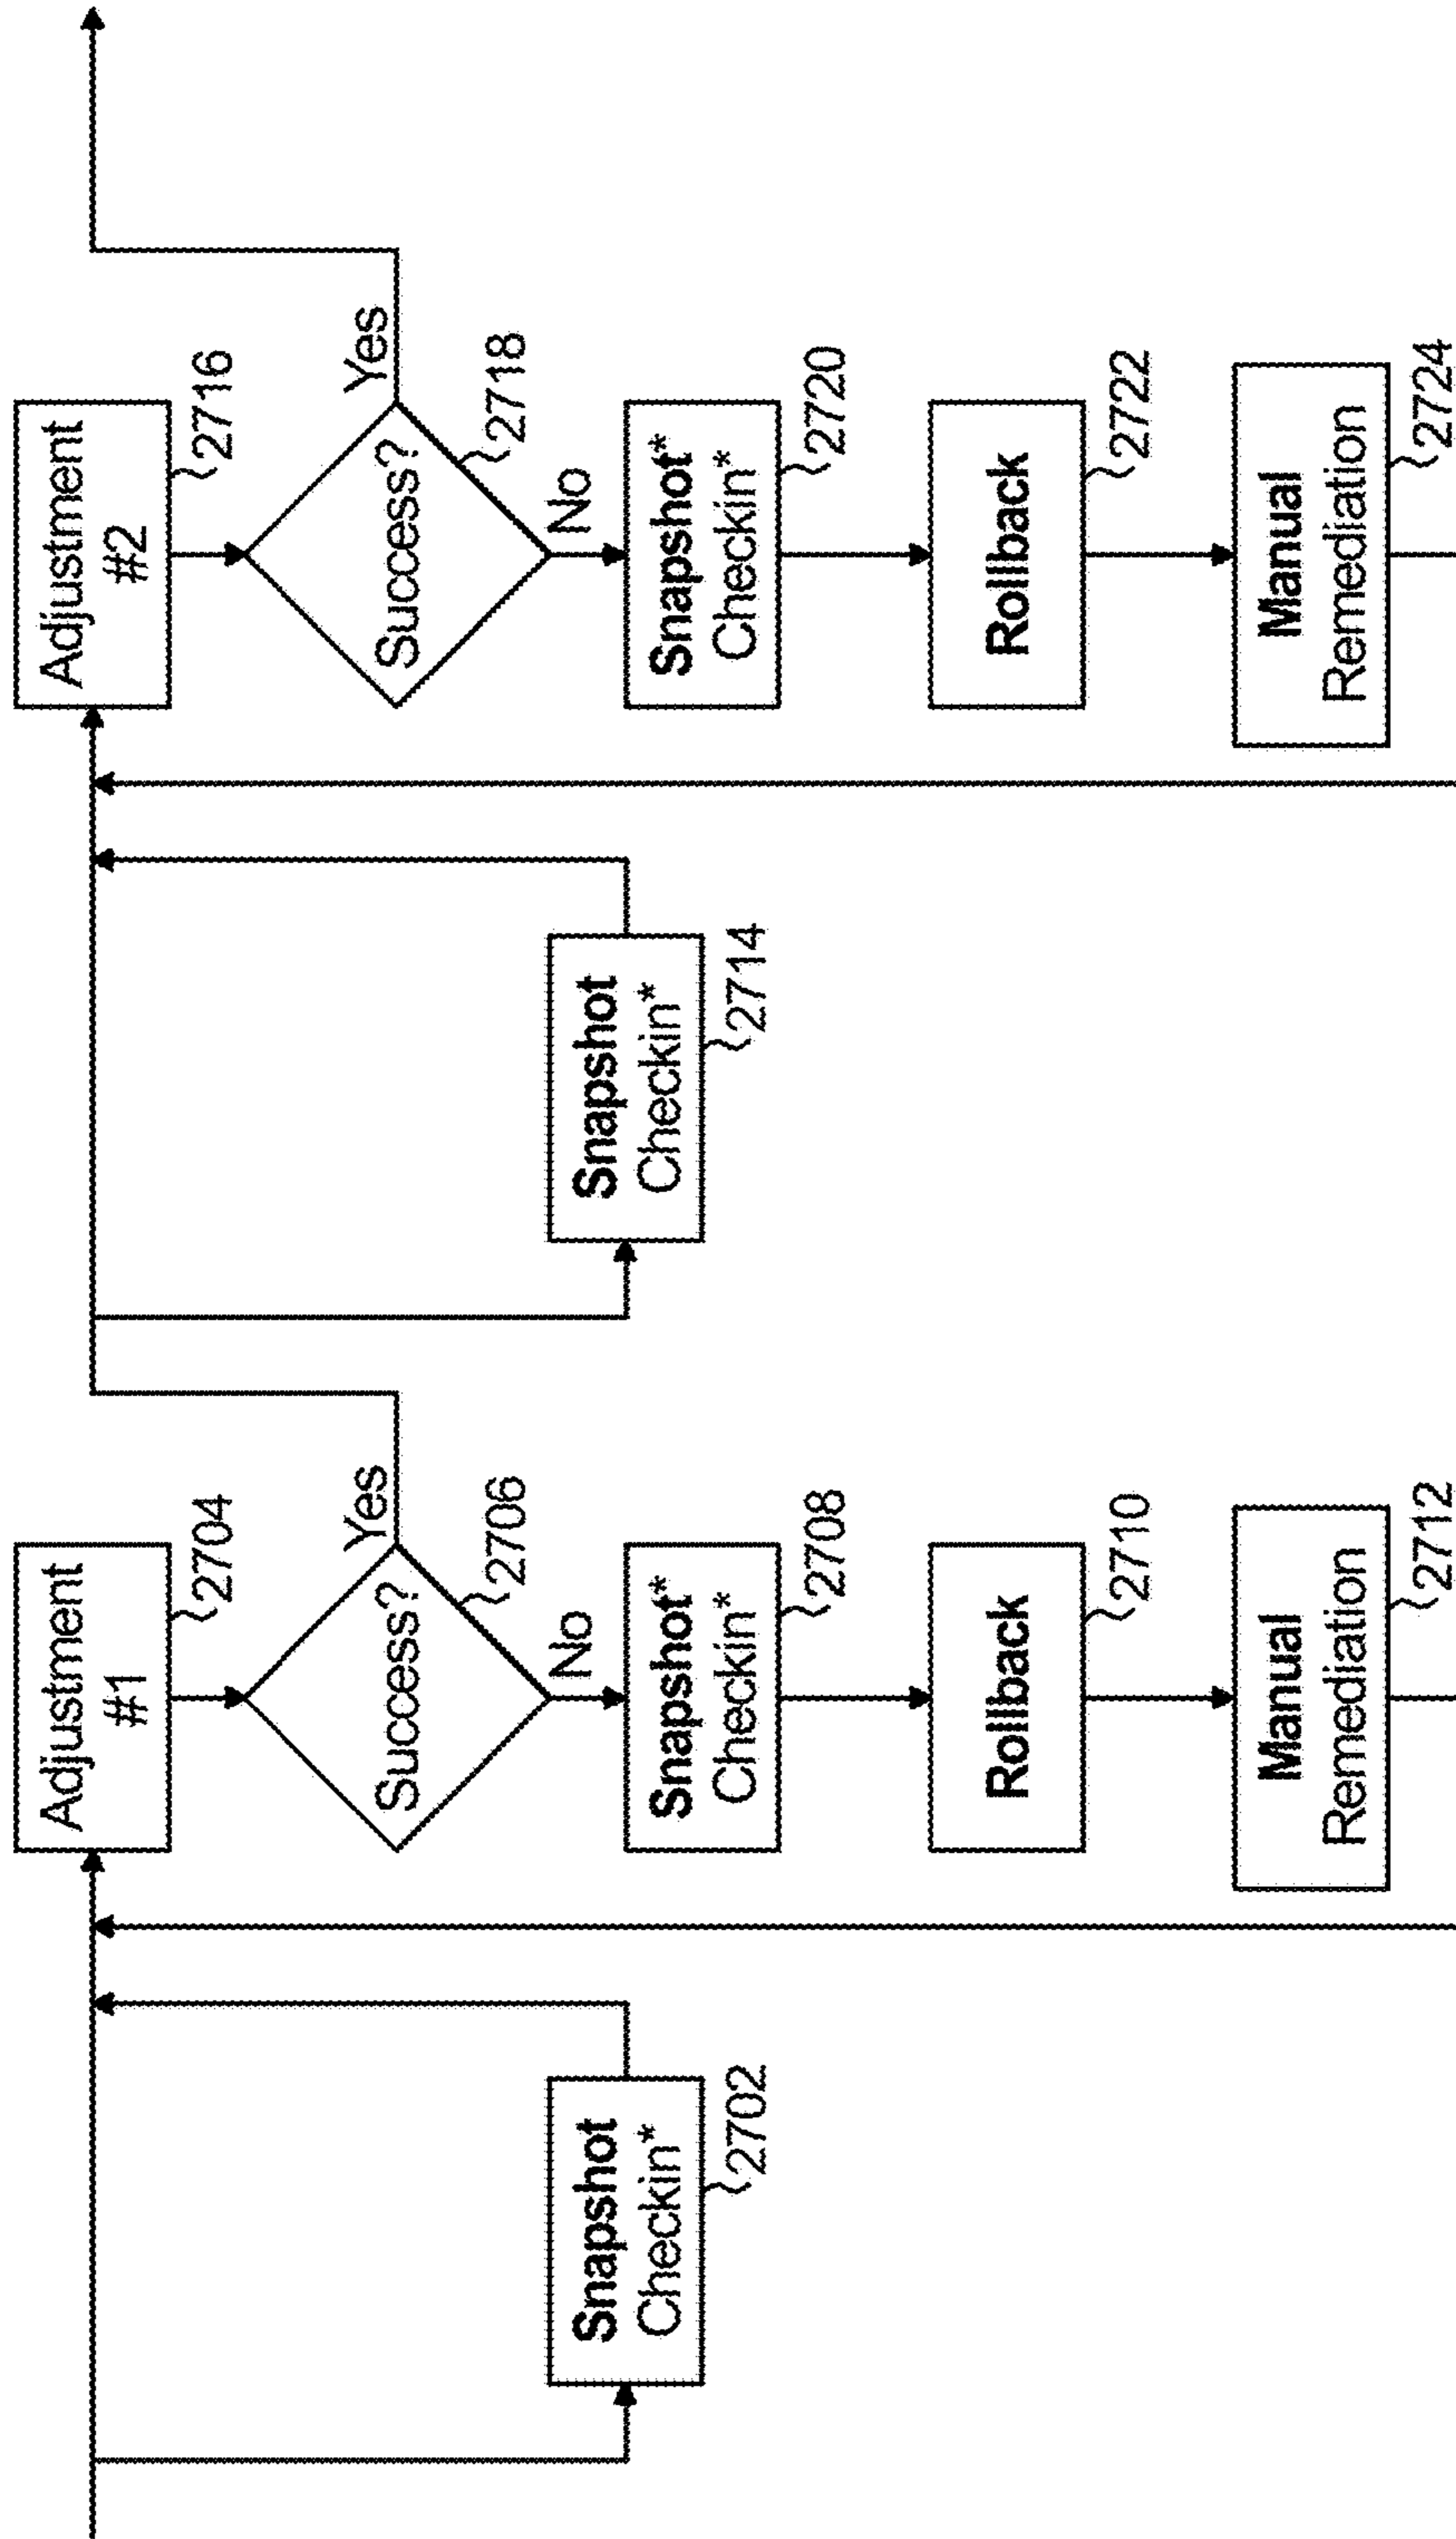 Snapshot
Checkin*
2702
Adjustment
#1
2704
Success?
Yes
2706
No
Snapshot*
Checkin*
2708
Rollback
2710
Manual
Remediation
2712
Snapshot
Checkin*
2714
Adjustment
#2
2716
Success?
Yes
2718
No
Snapshot*
Checkin*
2720
Rollback
2722
Manual
Remediation
2724